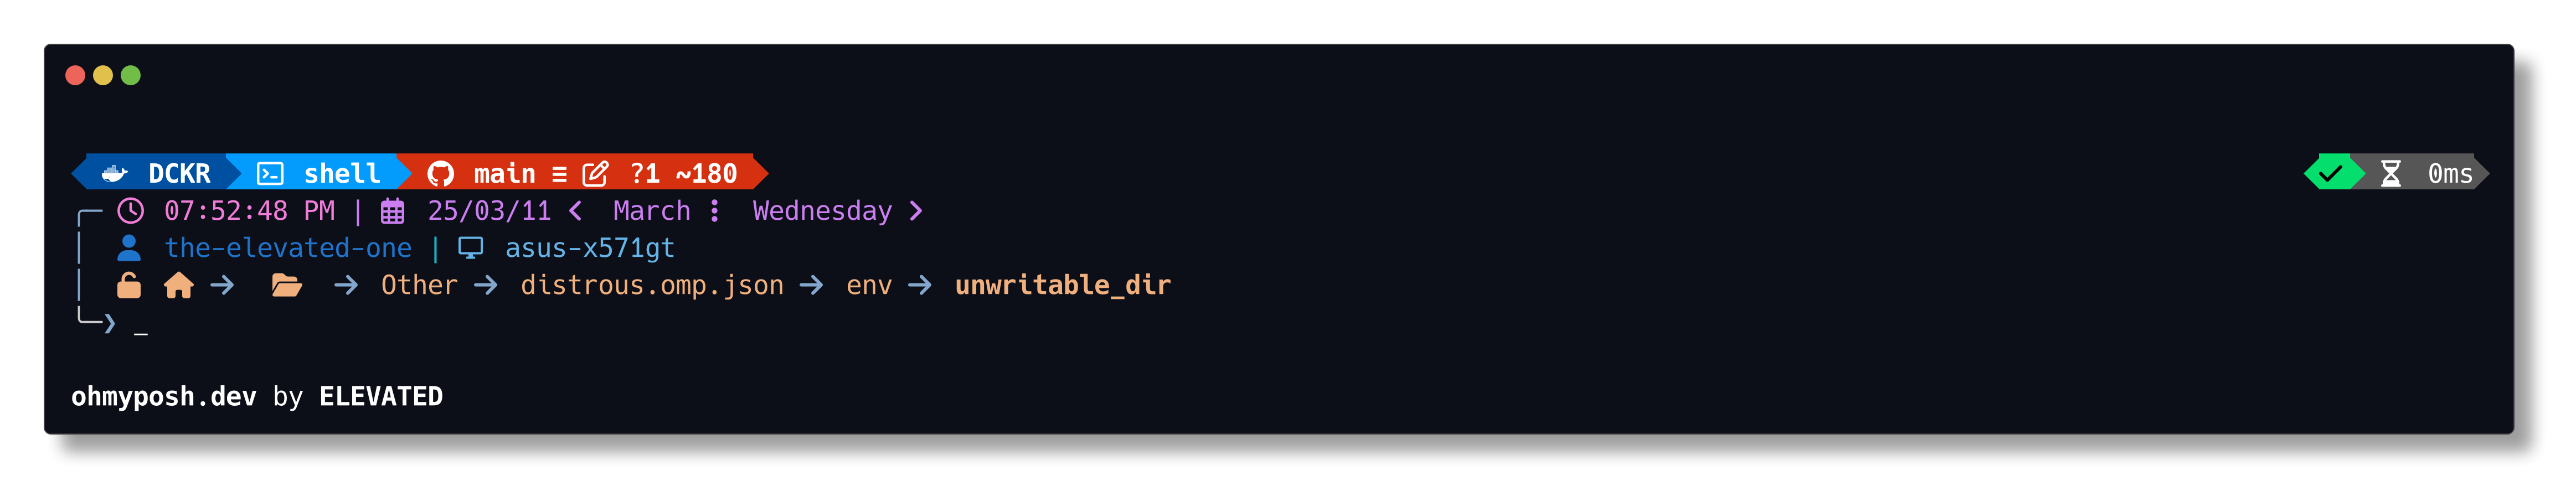 DCKR shell main ≡ ?1 ~180 0ms
07:52:48 PM | 25/03/11 < March ⋮ Wednesday >
the-elevated-one | asus-x571gt
→ → Other → distrous.omp.json → env → unwritable_dir
❯ _
ohmyposh.dev by ELEVATED